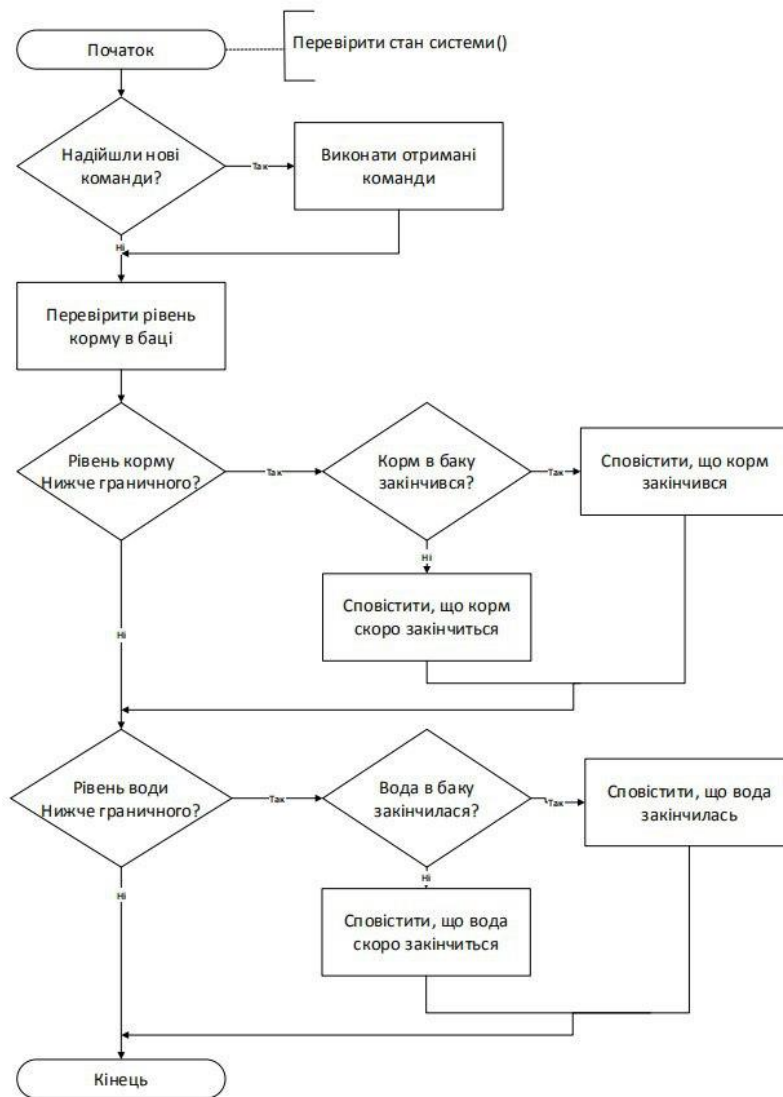 Початок
Перевірити стан системи()
Надійшли нові
команди?
Так
Виконати отримані
команди
Ні
Перевірити рівень
корму в баці
Рівень корму
Нижче граничного?
Так
Корм в баку
закінчився?
Так
Сповістити, що корм
закінчився
Ні
Сповістити, що корм
скоро закінчиться
Ні
Рівень води
Нижче граничного?
Так
Вода в баку
закінчилася?
Так
Сповістити, що вода
закінчилась
Ні
Сповістити, що вода
скоро закінчиться
Ні
Кінець